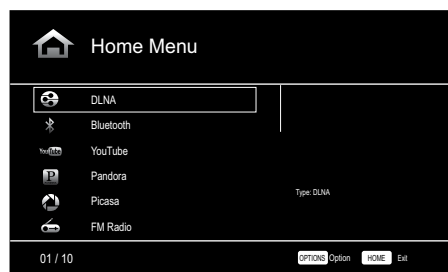 Home Menu
DLNA
Bluetooth
YouTube
YouTube
Pandora
P
Picasa
Type: DLNA
FM Radio
01 / 10
OPTIONS Option HOME Exit